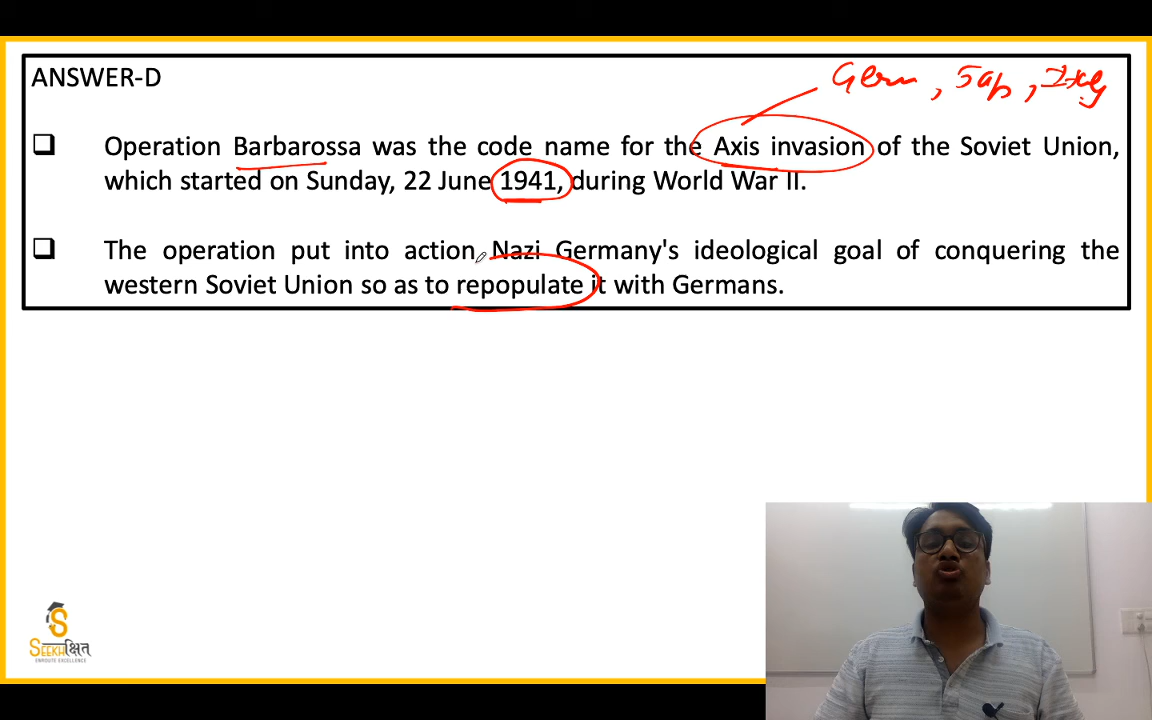 ANSWER-D
Germ, Jap, Italy
❑ Operation Barbarossa was the code name for the Axis invasion of the Soviet Union,
which started on Sunday, 22 June 1941, during World War II.
❑ The operation put into action Nazi Germany's ideological goal of conquering the
western Soviet Union so as to repopulate it with Germans.
S
SEEKHक्षित
ENROUTE EXCELLENCE